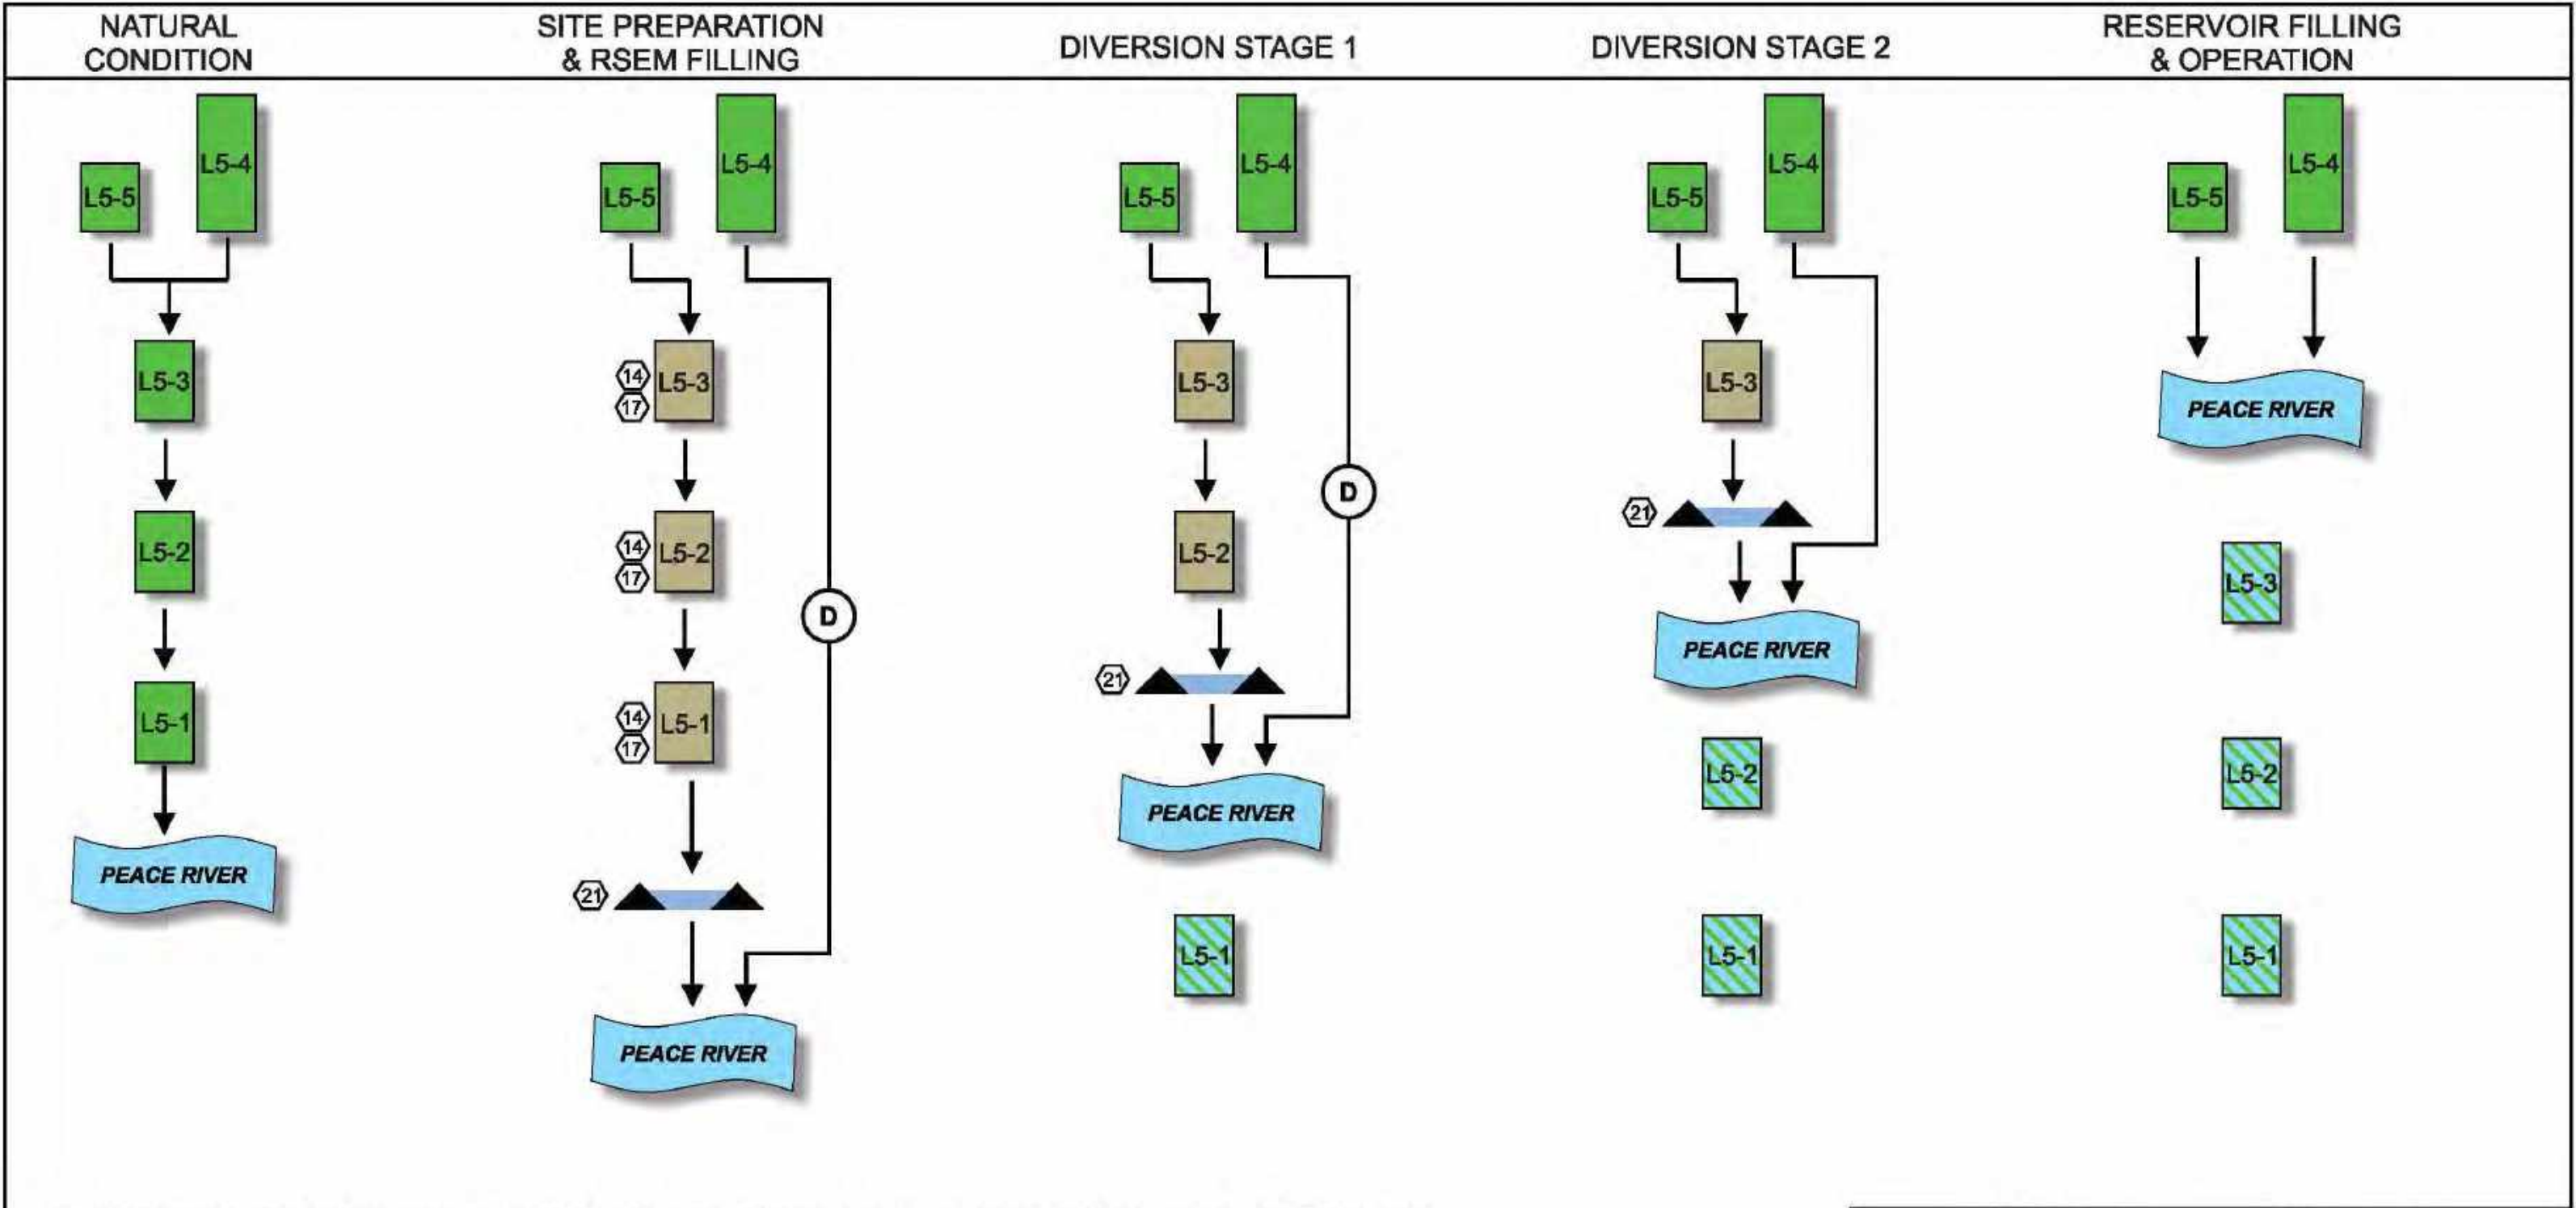 NATURAL
CONDITION
SITE PREPARATION
& RSEM FILLING
DIVERSION STAGE 1
DIVERSION STAGE 2
RESERVOIR FILLING
& OPERATION
L5-5
L5-4
L5-3
L5-2
L5-1
PEACE RIVER
L5-5
L5-4
14
17
L5-3
14
17
L5-2
D
14
17
L5-1
21
PEACE RIVER
L5-5
L5-4
L5-3
D
L5-2
21
PEACE RIVER
L5-1
L5-5
L5-4
L5-3
21
PEACE RIVER
L5-2
L5-1
L5-5
L5-4
PEACE RIVER
L5-3
L5-2
L5-1